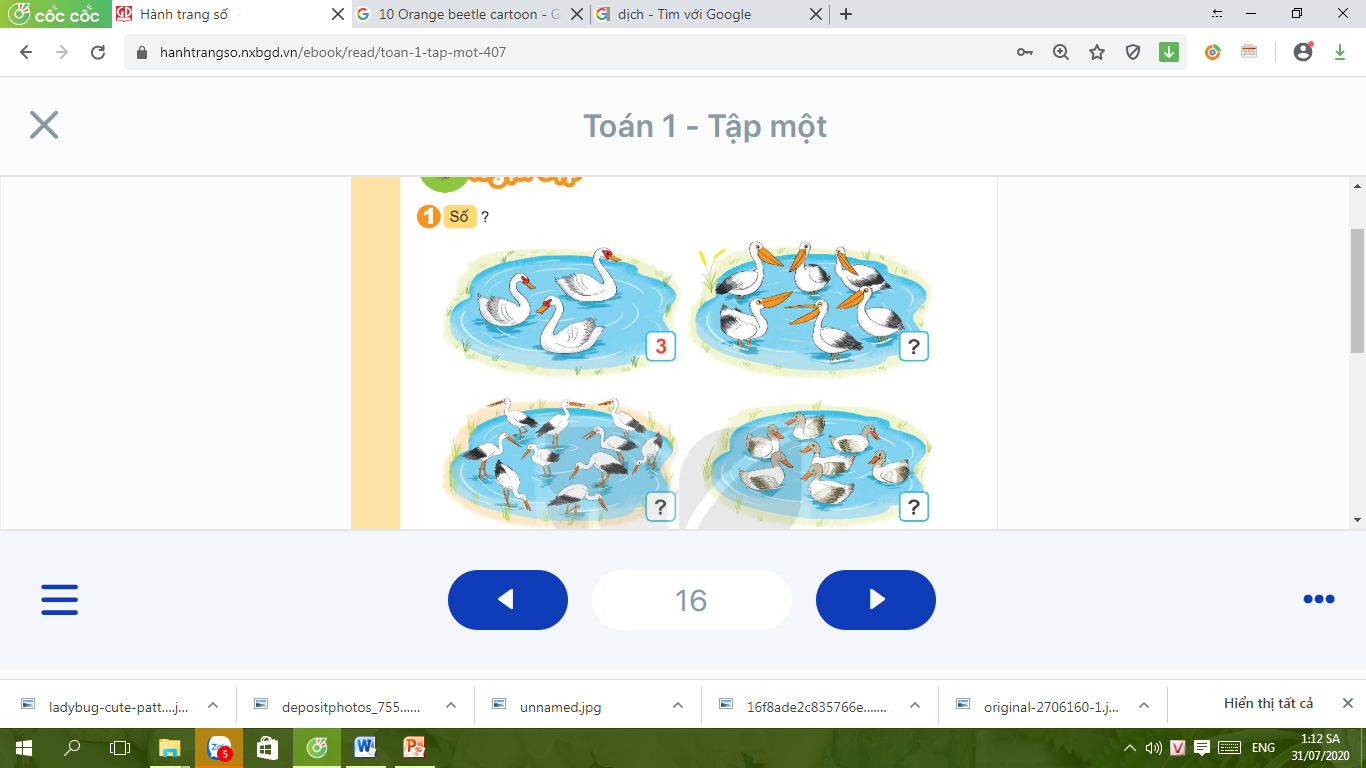 cốc cốc
Hành trang số
10 Orange beetle cartoon - G
dịch - Tìm với Google
hanhtrangso.nxbgd.vn/ebook/read/toan-1-tap-mot-407
Toán 1 - Tập một
1 Số ?
3 ?
? ?
16
ladybug-cute-patt....j...
depositphotos_755......
unnamed.jpg
16f8ade2c835766e.......
original-2706160-1.j...
Hiển thị tất cả
5
ENG
1:12 SA
31/07/2020